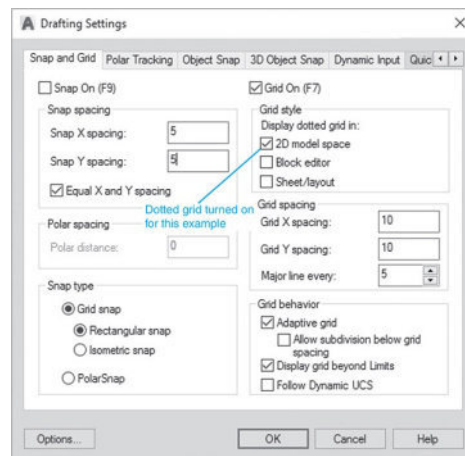 A Drafting Settings
Snap and Grid Polar Tracking Object Snap 3D Object Snap Dynamic Input Quic
Snap On (F9)
Snap spacing
Snap X spacing: 5
Snap Y spacing: 5
Equal X and Y spacing
Polar spacing
Polar distance: 0
Snap type
Grid snap
Rectangular snap
Isometric snap
PolarSnap
Grid On (F7)
Grid style
Display dotted grid in:
2D model space
Block editor
Sheet/layout
Dotted grid turned on
for this example
Grid spacing
Grid X spacing: 10
Grid Y spacing: 10
Major line every: 5
Grid behavior
Adaptive grid
Allow subdivision below grid
spacing
Display grid beyond Limits
Follow Dynamic UCS
Options... OK Cancel Help